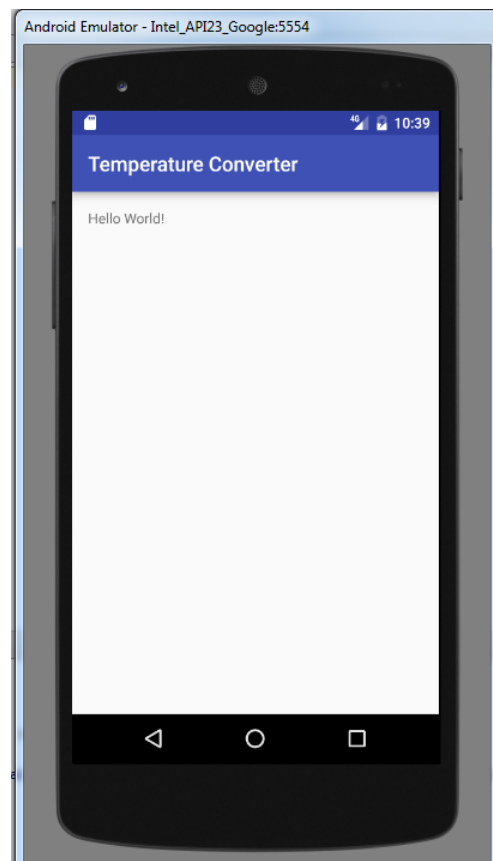 Android Emulator - Intel_API23_Google:5554
4G 10:39
Temperature Converter
Hello World!